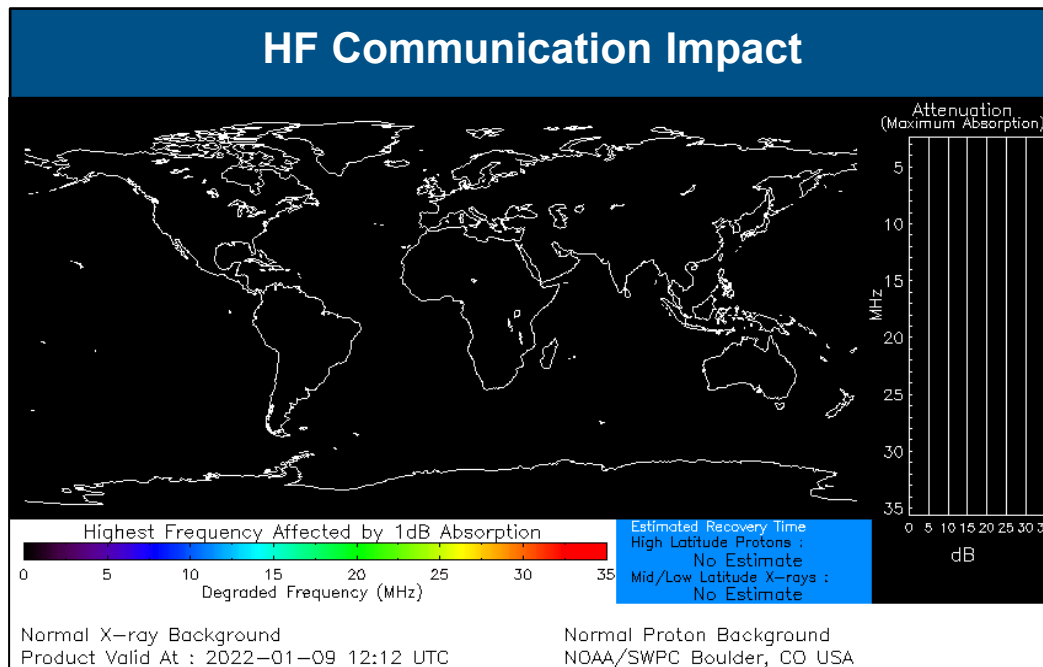 HF Communication Impact
Attenuation
(Maximum Absorption)
5
10
15
20
25
30
35
MHz
0 5 10 15 20 25 30 3
dB
Highest Frequency Affected by 1dB Absorption
0 5 10 15 20 25 30 35
Degraded Frequency (MHz)
Estimated Recovery Time
High Latitude Protons :
No Estimate
Mid/Low Latitude X-rays :
No Estimate
Normal X-ray Background
Product Valid At : 2022-01-09 12:12 UTC
Normal Proton Background
NOAA/SWPC Boulder, CO USA